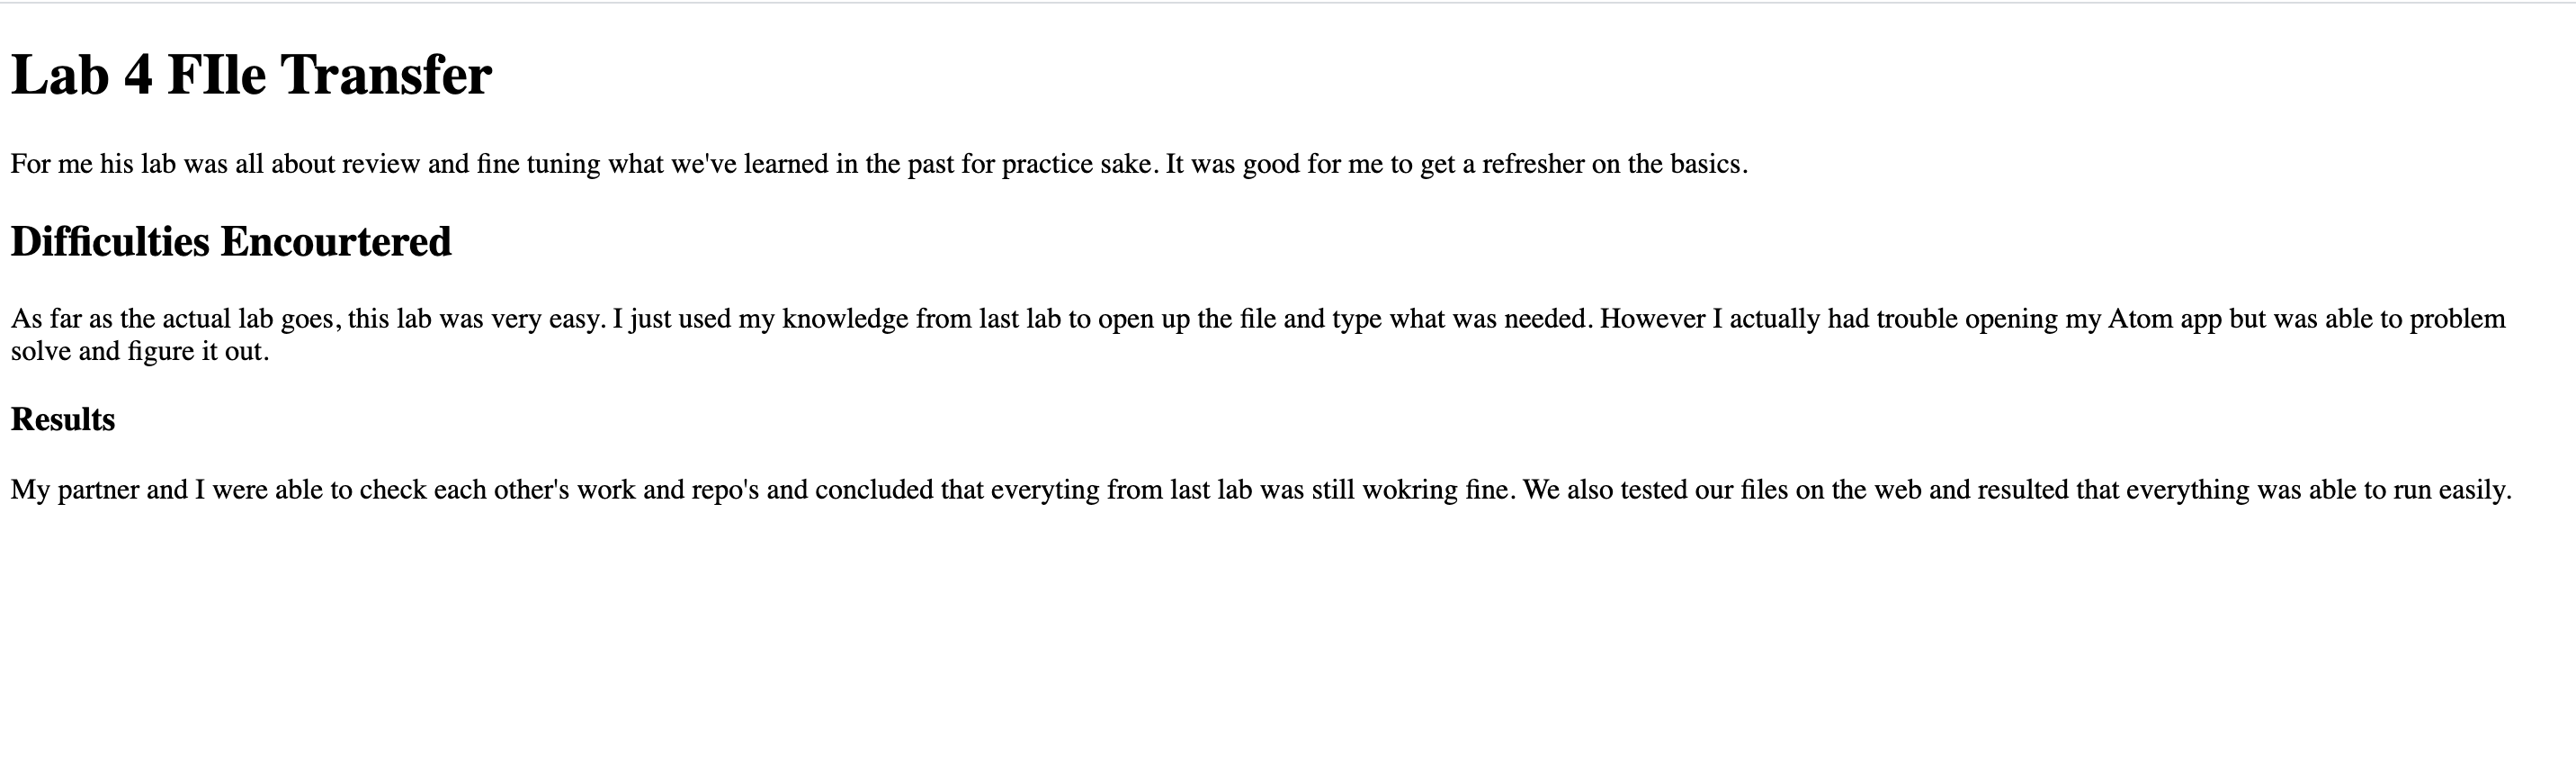 Lab 4 FIle Transfer
For me his lab was all about review and fine tuning what we've learned in the past for practice sake. It was good for me to get a refresher on the basics.
Difficulties Encourtered
As far as the actual lab goes, this lab was very easy. I just used my knowledge from last lab to open up the file and type what was needed. However I actually had trouble opening my Atom app but was able to problem
solve and figure it out.
Results
My partner and I were able to check each other's work and repo's and concluded that everyting from last lab was still wokring fine. We also tested our files on the web and resulted that everything was able to run easily.